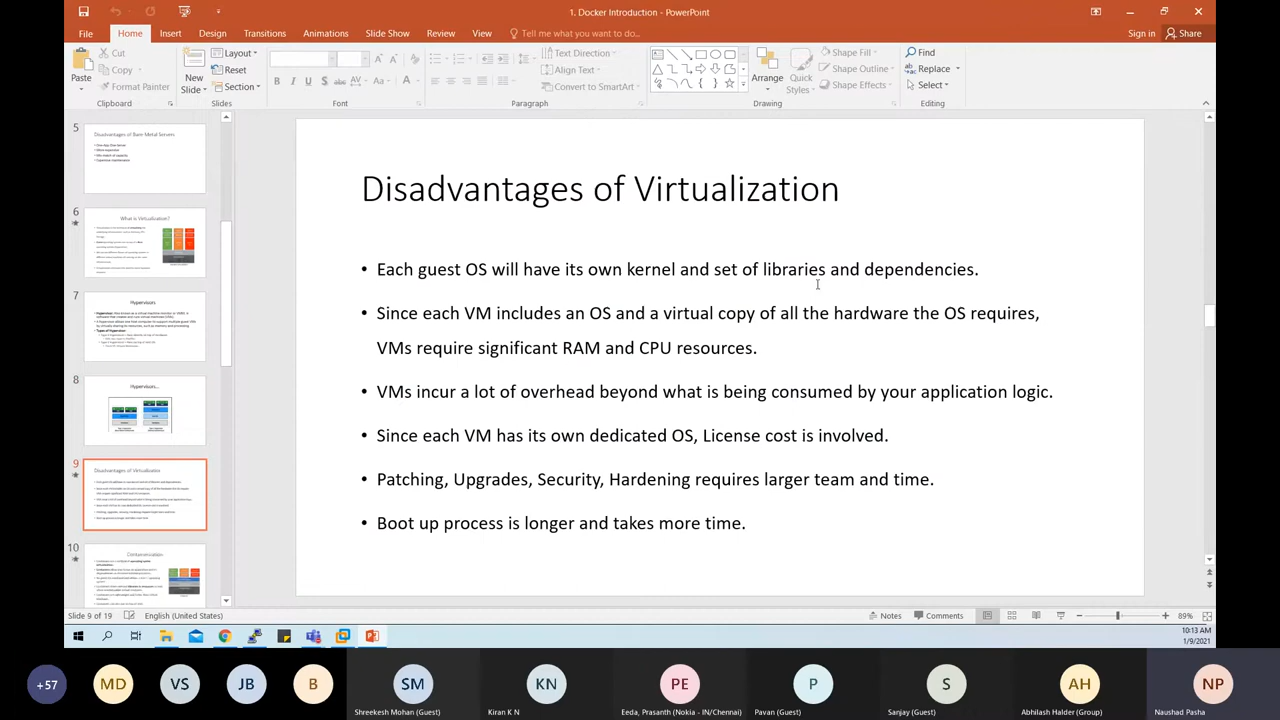 1. Docker Introduction - PowerPoint
File Home Insert Design Transitions Animations Slide Show Review View Tell me what you want to do... Sign in Share
Paste
Cut
Copy
Format Painter
Clipboard
New
Slide
Layout
Reset
Section
Slides
B I U S abc AV Aa A
Font
Text Direction
Align Text
Convert to SmartArt
Paragraph
Arrange
Quick
Styles
Shape Fill
Shape Outline
Shape Effects
Drawing
Find
Replace
Select
Editing
5
Disadvantages of Bare Metal Servers
6
What is Virtualization?
7
Hypervisors
8
Hypervisors...
9
Disadvantages of Virtualization
10
Containerization
Disadvantages of Virtualization
• Each guest OS will have its own kernel and set of libraries and dependencies.
• Since each VM includes an OS and a virtual copy of all the hardware the OS requires,
VMs require significant RAM and CPU resources.
• VMs incur a lot of overhead beyond what is being consumed by your application logic.
• Since each VM has its own dedicated OS, License cost is involved.
• Patching, Upgrades, Security, Hardening requires larger team and time.
• Boot up process is longer and takes more time.
Slide 9 of 19 English (United States) Notes Comments 89%
10:13 AM
1/9/2021
+57 MD VS JB B SM KN PE P S AH NP
Shreekesh Mohan (Guest) Kiran K N Eeda, Prasanth (Nokia - IN/Chennai) Pavan (Guest) Sanjay (Guest) Abhilash Halder (Group) Naushad Pasha